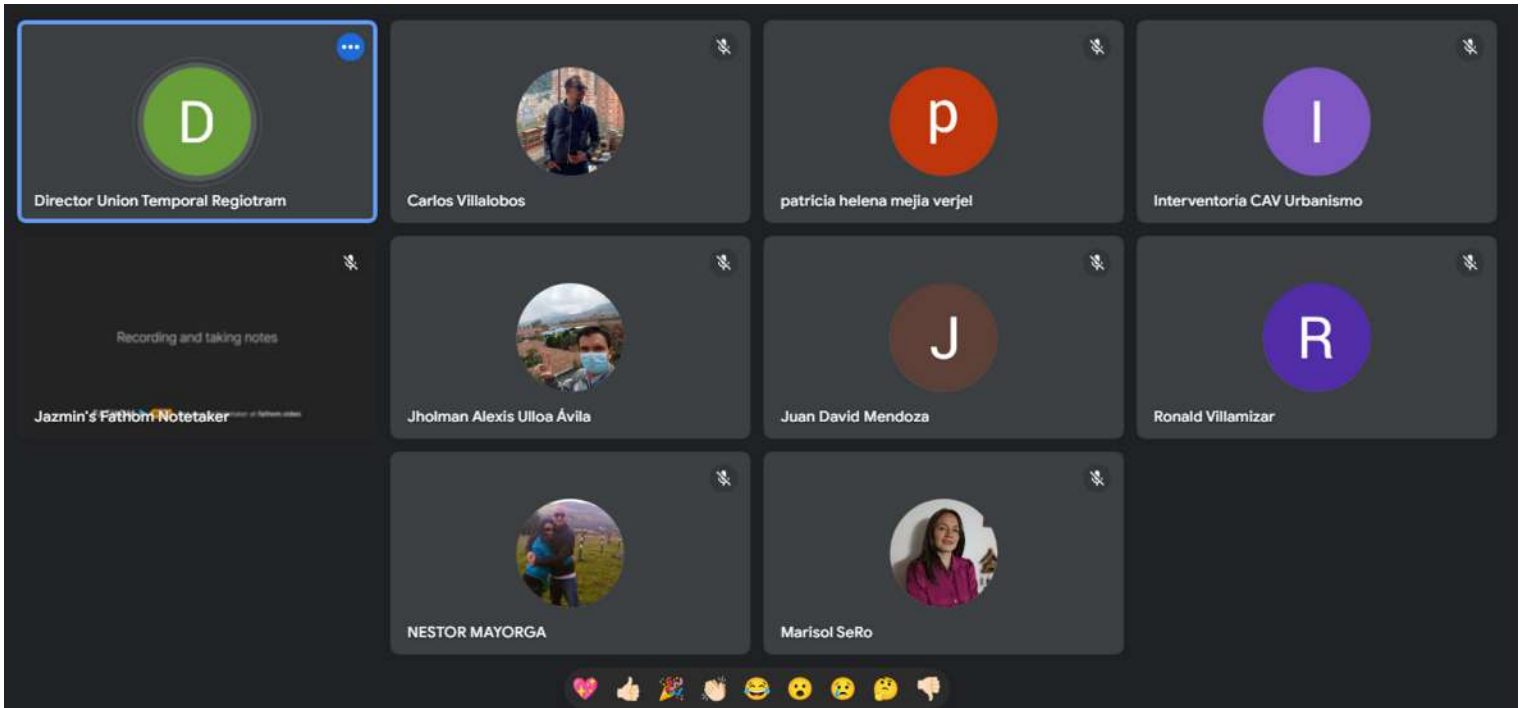 D
Director Union Temporal Regiotram
Carlos Villalobos
p
patricia helena mejia verjel
I
Interventoría CAV Urbanismo
Recording and taking notes
Jazmin's Fathom Notetaker
Jholman Alexis Ulloa Ávila
J
Juan David Mendoza
R
Ronald Villamizar
NESTOR MAYORGA
Marisol SeRo